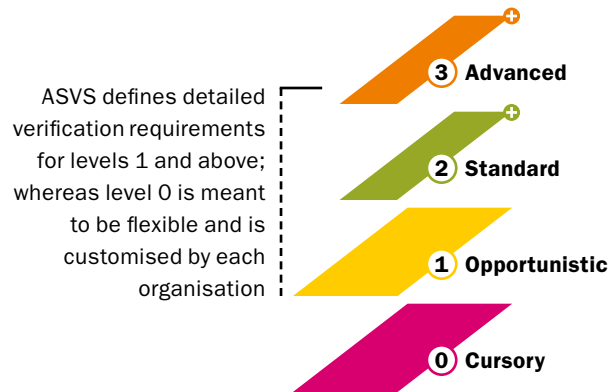 3 Advanced
ASVS defines detailed
verification requirements
for levels 1 and above;
whereas level 0 is meant
to be flexible and is
customised by each
organisation
2 Standard
1 Opportunistic
0 Cursory